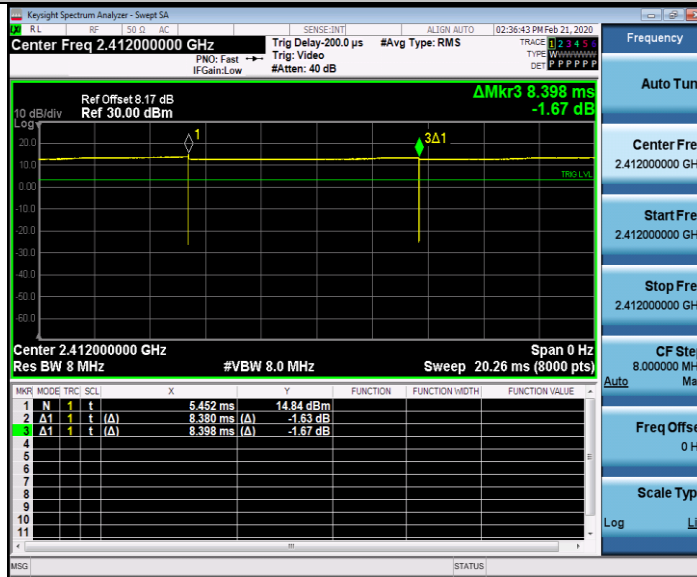 Keysight Spectrum Analyzer - Swept SA
LXI RL RF 50 Ω AC SENSE:INT ALIGN AUTO 02:36:43 PM Feb 21, 2020
Center Freq 2.412000000 GHz
PNO: Fast
IFGain:Low
Trig Delay-200.0 µs
Trig: Video
#Atten: 40 dB
#Avg Type: RMS
TRACE 1 2 3 4 5 6
TYPE WWWWWW
DET P P P P P P
Ref Offset 8.17 dB
Ref 30.00 dBm
10 dB/div
Log
ΔMkr3 8.398 ms
-1.67 dB
1
3Δ1
20.0
10.0
TRIG LVL
0.00
-10.0
-20.0
-30.0
-40.0
-50.0
-60.0
Center 2.412000000 GHz Span 0 Hz
Res BW 8 MHz #VBW 8.0 MHz Sweep 20.26 ms (8000 pts)
MKR MODE TRC SCL X Y FUNCTION FUNCTION WIDTH FUNCTION VALUE
1 N 1 t 5.452 ms 14.84 dBm
2 Δ1 1 t (Δ) 8.380 ms (Δ) -1.63 dB
3 Δ1 1 t (Δ) 8.398 ms (Δ) -1.67 dB
4
5
6
7
8
9
10
11
MSG STATUS
Frequency
Auto Tun
Center Fre
2.412000000 GH
Start Fre
2.412000000 GH
Stop Fre
2.412000000 GH
CF Ste
8.000000 MH
Auto Ma
Freq Offse
0 H
Scale Typ
Log Li